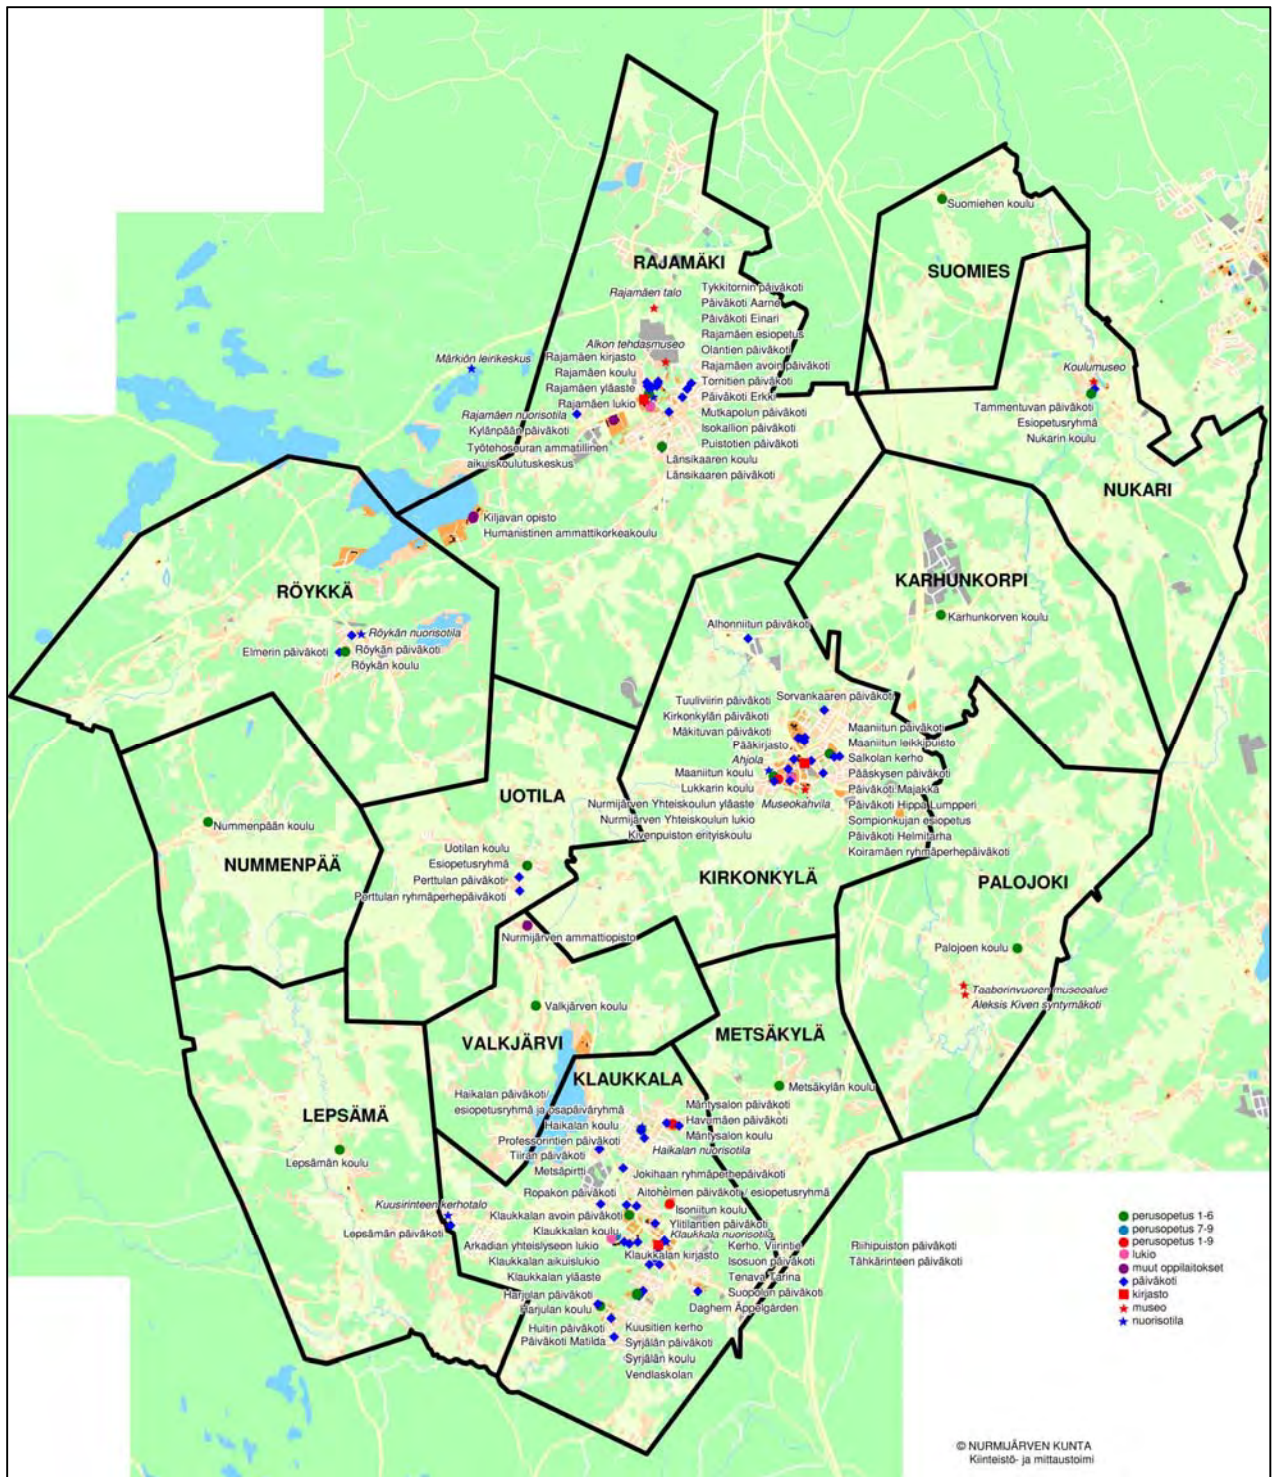 Suomiehen koulu
RAJAMÄKI
SUOMIES
Tykkitornin päiväkoti
Rajamäen talo
Päiväkoti Aarne
Päiväkoti Einari
Rajamäen esiopetus
Alkon tehdasmuseo
Olantien päiväkoti
Märkiön leirikeskus
Rajamäen kirjasto
Rajamäen avoin päiväkoti
Koulumuseo
Rajamäen koulu
Tornitien päiväkoti
Rajamäen yläaste
Päiväkoti Erkki
Rajamäen lukio
Tammentuvan päiväkoti
Mutkapolun päiväkoti
Rajamäen nuorisotila
Esiopetusryhmä
Kylänpään päiväkoti
Isokallion päiväkoti
Nukarin koulu
Työtehoseuran ammatillinen
aikuiskoulutuskeskus
Puistotien päiväkoti
Länsikaaren koulu
Länsikaaren päiväkoti
NUKARI
Kiljavan opisto
Humanistinen ammattikorkeakoulu
KARHUNKORPI
RÖYKKÄ
Karhunkorven koulu
Alhonniitun päiväkoti
Röykän nuorisotila
Elmerin päiväkoti
Röykän päiväkoti
Röykän koulu
Sorvankaaren päiväkoti
Tuuliviirin päiväkoti
Kirkonkylän päiväkoti
Mäkituvan päiväkoti
Maaniitun päiväkoti
Pääkirjasto
Maaniitun leikkipuisto
Ahjola
Salkolan kerho
Maaniitun koulu
Pääskysen päiväkoti
Lukkarin koulu
Päiväkoti Majakka
UOTILA
Nurmijärven Yhteiskoulun yläaste
Museokahvila
Päiväkoti Hippa Lumpperi
Nurmijärven Yhteiskoulun lukio
Sompionkujan esiopetus
Nummenpään koulu
Kivenpuiston erityiskoulu
Päiväkoti Helmitarha
Uotilan koulu
Koiramäen ryhmäperhepäiväkoti
Esiopetusryhmä
NUMMENPÄÄ
Perttulan päiväkoti
KIRKONKYLÄ
PALOJOKI
Perttulan ryhmäperhepäiväkoti
Nurmijärven ammattiopisto
Palojoen koulu
Taaborinvuoren museoalue
Valkjärven koulu
Aleksis Kiven syntymäkoti
VALKJÄRVI
METSÄKYLÄ
KLAUKKALA
Metsäkylän koulu
Haikalan päiväkoti/
esiopetusryhmä ja osapäiväryhmä
Mäntysalon päiväkoti
LEPSÄMÄ
Haikalan koulu
Havumäen päiväkoti
Professorintien päiväkoti
Mäntysalon koulu
Tiiran päiväkoti
Haikalan nuorisotila
Lepsämän koulu
Metsäpirtti
Jokihaan ryhmäperhepäiväkoti
Ropakon päiväkoti
Aitohelmen päiväkoti / esiopetusryhmä
Kuusirinteen kerhotalo
Klaukkalan avoin päiväkoti
Isoniitun koulu
Lepsämän päiväkoti
Klaukkalan koulu
Ylitilantien päiväkoti
Klaukkala nuorisotila
Arkadian yhteislyseon lukio
Kerho, Viirintie
Riihipuiston päiväkoti
Klaukkalan aikuislukio
Klaukkalan kirjasto
Isosuon päiväkoti
Tähkärinteen päiväkoti
Klaukkalan yläaste
Tenava Tarina
Harjulan päiväkoti
Suopolun päiväkoti
Harjulan koulu
Daghem Äppelgården
Huitin päiväkoti
Kuusitien kerho
Päiväkoti Matilda
Syrjälän päiväkoti
Syrjälän koulu
Vendlaskolan
perusopetus 1-6
perusopetus 7-9
perusopetus 1-9
lukio
muut oppilaitokset
päiväkoti
kirjasto
museo
nuorisotila
© NURMIJÄRVEN KUNTA
Kiinteistö- ja mittaustoimi